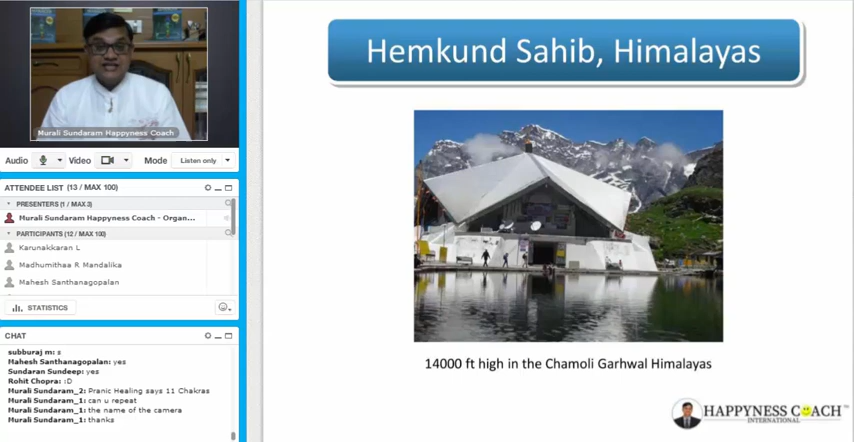 Murali Sundaram Happyness Coach
Audio Video Mode Listen only
ATTENDEE LIST (13 / MAX 100)
PRESENTERS (1 / MAX 3)
Murali Sundaram Happyness Coach - Organ...
PARTICIPANTS (12 / MAX 100)
Karunakkaran L
Madhumithaa R Mandalika
Mahesh Santhanagopalan
STATISTICS
CHAT
subburaj m: s
Mahesh Santhanagopalan: yes
Sundaran Sundeep: yes
Rohit Chopra: :D
Murali Sundaram_2: Pranic Healing says 11 Chakras
Murali Sundaram_1: can u repeat
Murali Sundaram_1: the name of the camera
Murali Sundaram_1: thanks
Hemkund Sahib, Himalayas
14000 ft high in the Chamoli Garhwal Himalayas
HAPPYNESS COACH™
INTERNATIONAL